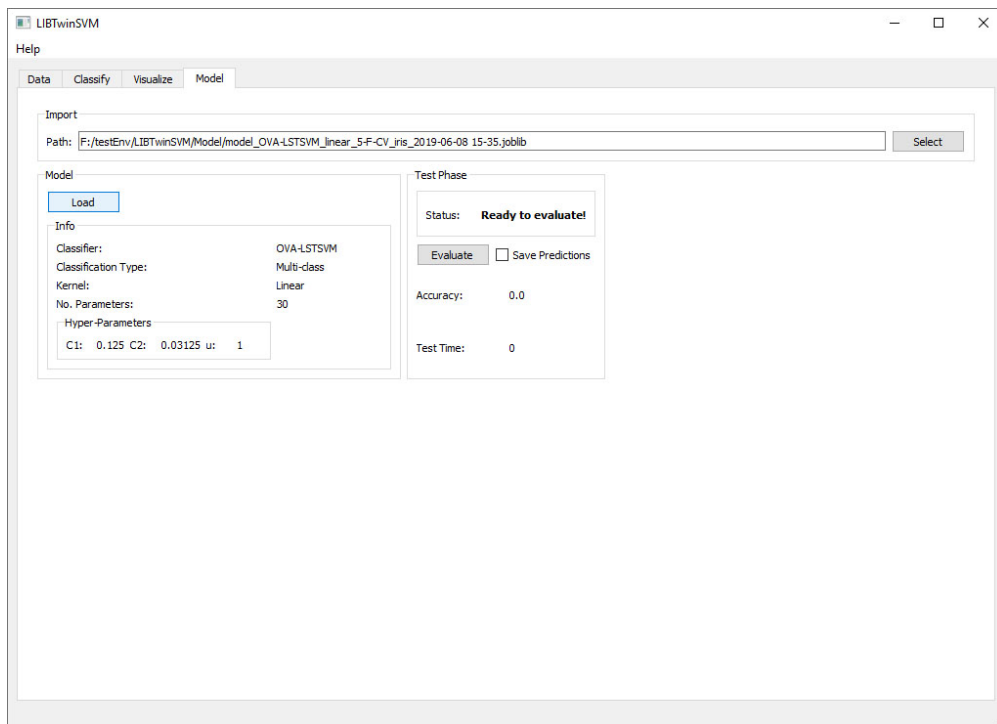 LIBTwinSVM
Help
Data Classify Visualize Model
Import
Path: F:/testEnv/LIBTwinSVM/Model/model_OVA-LSTSVM_linear_5-F-CV_iris_2019-06-08 15-35.joblib Select
Model
Load
Info
Classifier: OVA-LSTSVM
Classification Type: Multi-class
Kernel: Linear
No. Parameters: 30
Hyper-Parameters
C1: 0.125 C2: 0.03125 u: 1
Test Phase
Status: Ready to evaluate!
Evaluate Save Predictions
Accuracy: 0.0
Test Time: 0